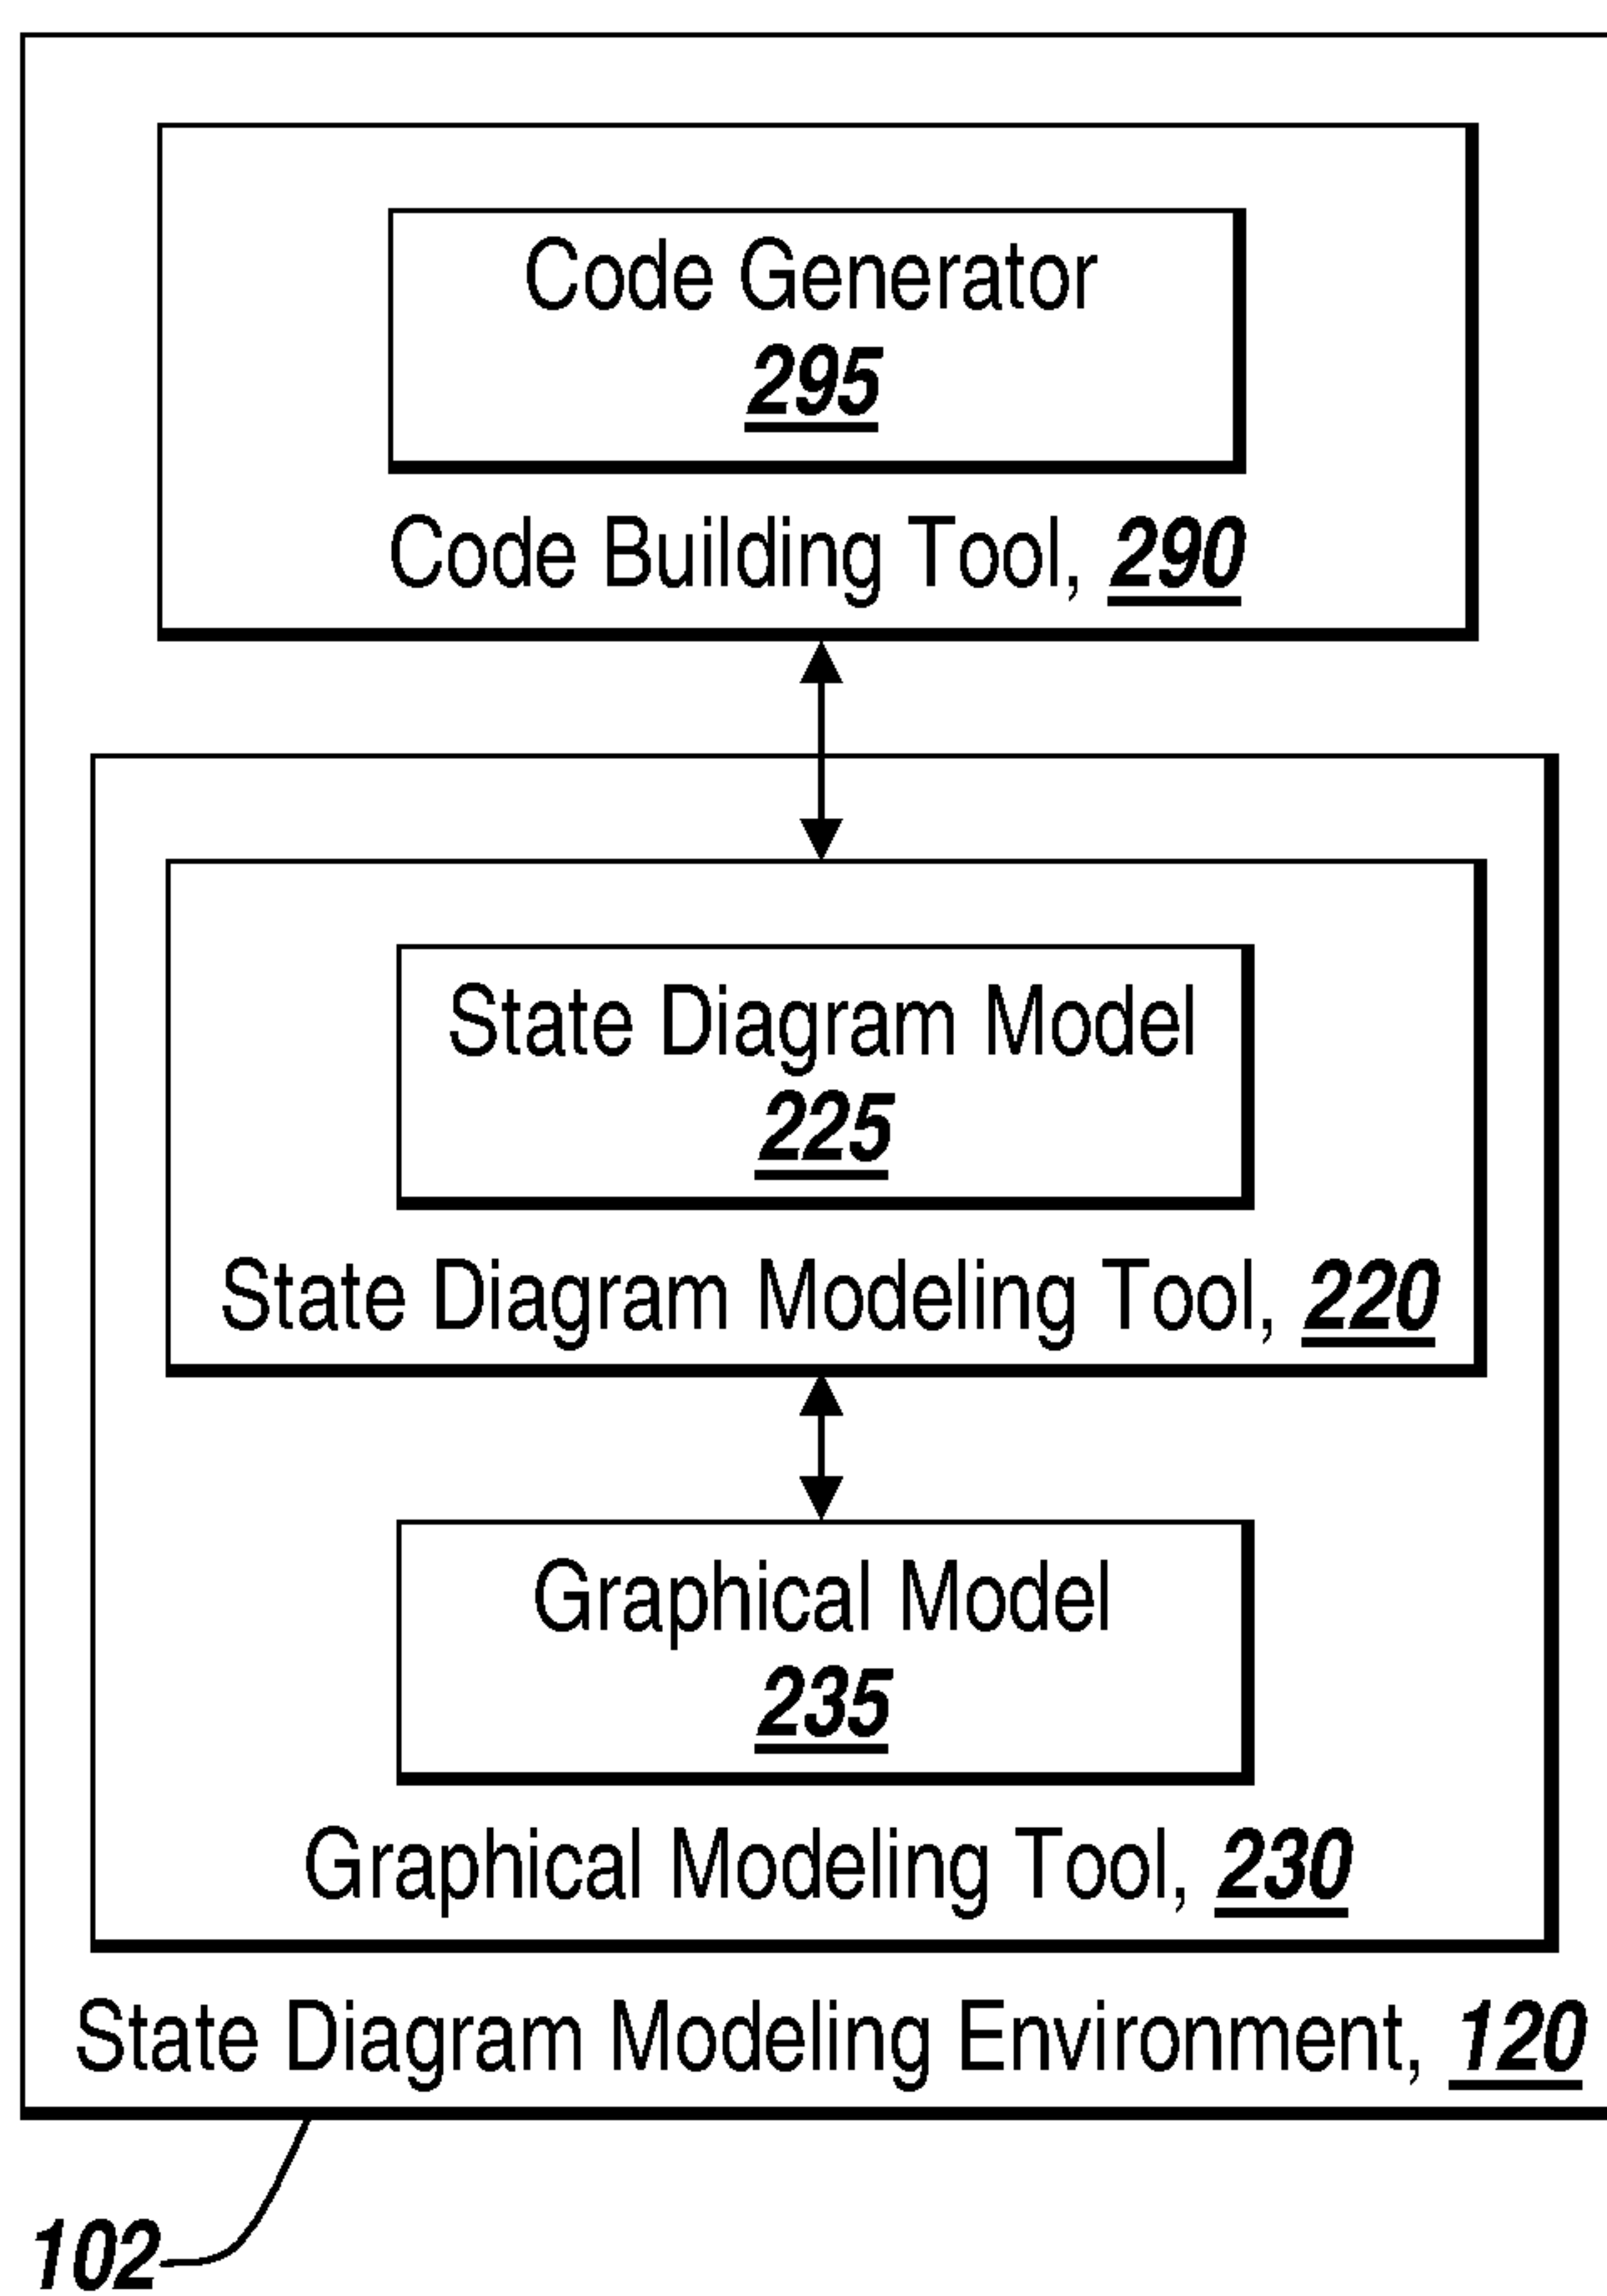 Code Generator
295
Code Building Tool, 290
State Diagram Model
225
State Diagram Modeling Tool, 220
Graphical Model
235
Graphical Modeling Tool, 230
State Diagram Modeling Environment, 120
102